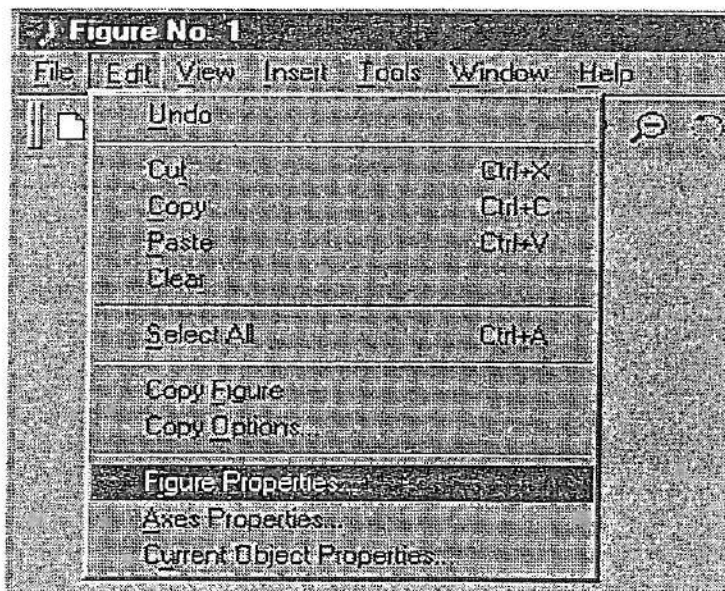 Figure No. 1
File Edit View Insert Tools Window Help
Undo
Cut Ctrl+X
Copy Ctrl+C
Paste Ctrl+V
Clear
Select All Ctrl+A
Copy Figure
Copy Options...
Figure Properties...
Axes Properties...
Current Object Properties...